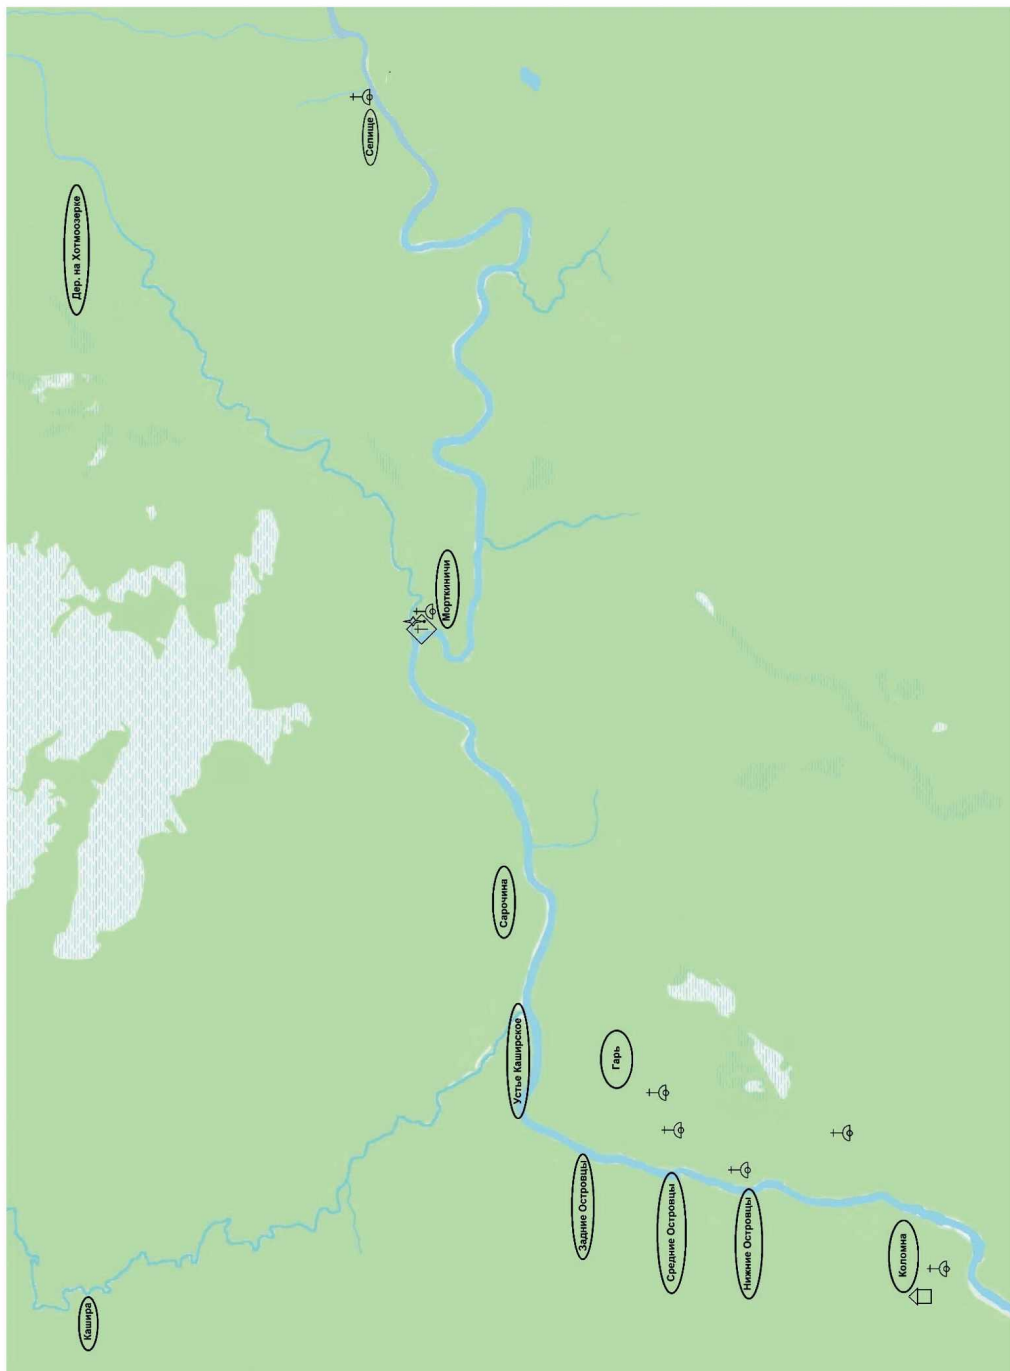 Селище
Дер. на Хотмоозерке
Морткиничи
Сарочина
Устье Каширское
Гарь
Задние Островцы
Средние Островцы
Нижние Островцы
Коломна
Кашира